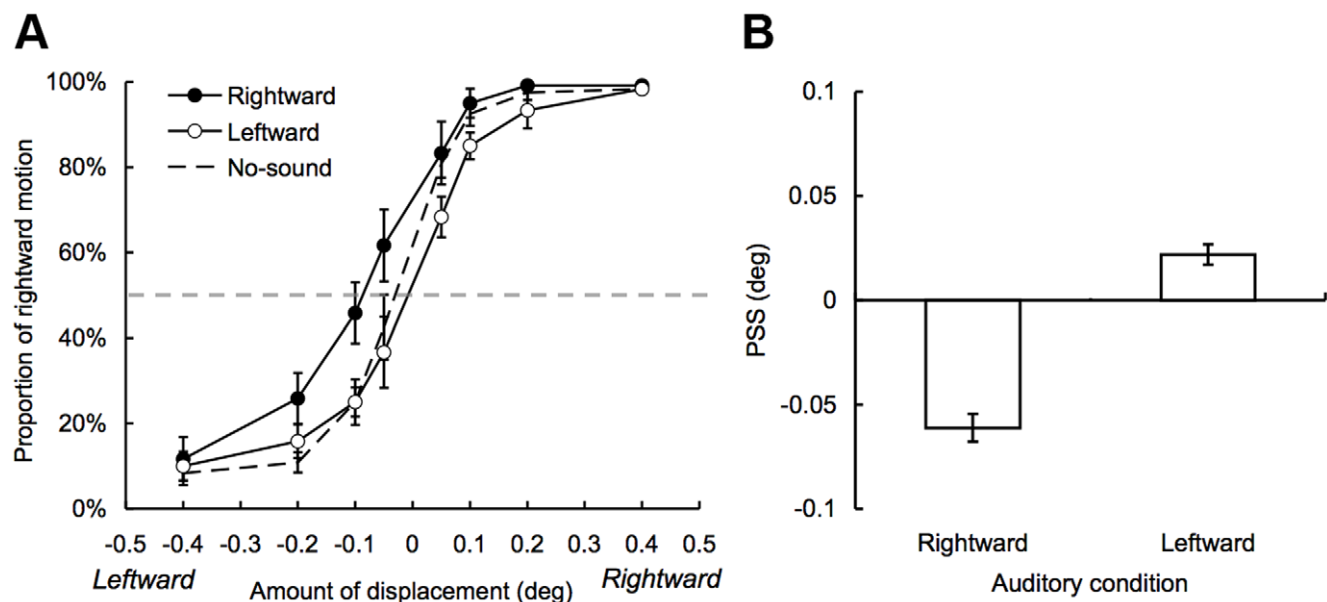 A
Proportion of rightward motion
100%
80%
60%
40%
20%
0%
Rightward
Leftward
No-sound
-0.5 -0.4 -0.3 -0.2 -0.1 0 0.1 0.2 0.3 0.4 0.5
Leftward Amount of displacement (deg) Rightward
B
PSS (deg)
0.1
0.05
0
-0.05
-0.1
Rightward Leftward
Auditory condition